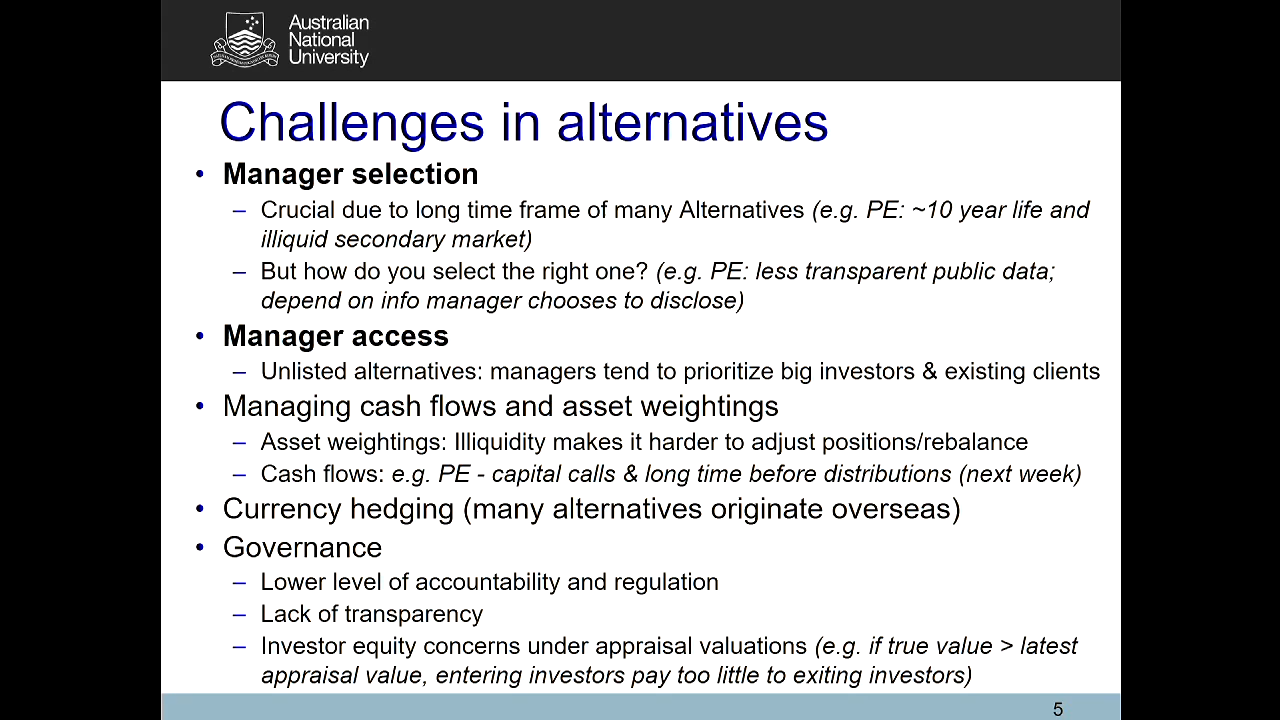 Australian
National
University
Challenges in alternatives
• Manager selection
– Crucial due to long time frame of many Alternatives (e.g. PE: ~10 year life and
illiquid secondary market)
– But how do you select the right one? (e.g. PE: less transparent public data;
depend on info manager chooses to disclose)
• Manager access
– Unlisted alternatives: managers tend to prioritize big investors & existing clients
• Managing cash flows and asset weightings
– Asset weightings: Illiquidity makes it harder to adjust positions/rebalance
– Cash flows: e.g. PE - capital calls & long time before distributions (next week)
• Currency hedging (many alternatives originate overseas)
• Governance
– Lower level of accountability and regulation
– Lack of transparency
– Investor equity concerns under appraisal valuations (e.g. if true value > latest
appraisal value, entering investors pay too little to exiting investors)
5